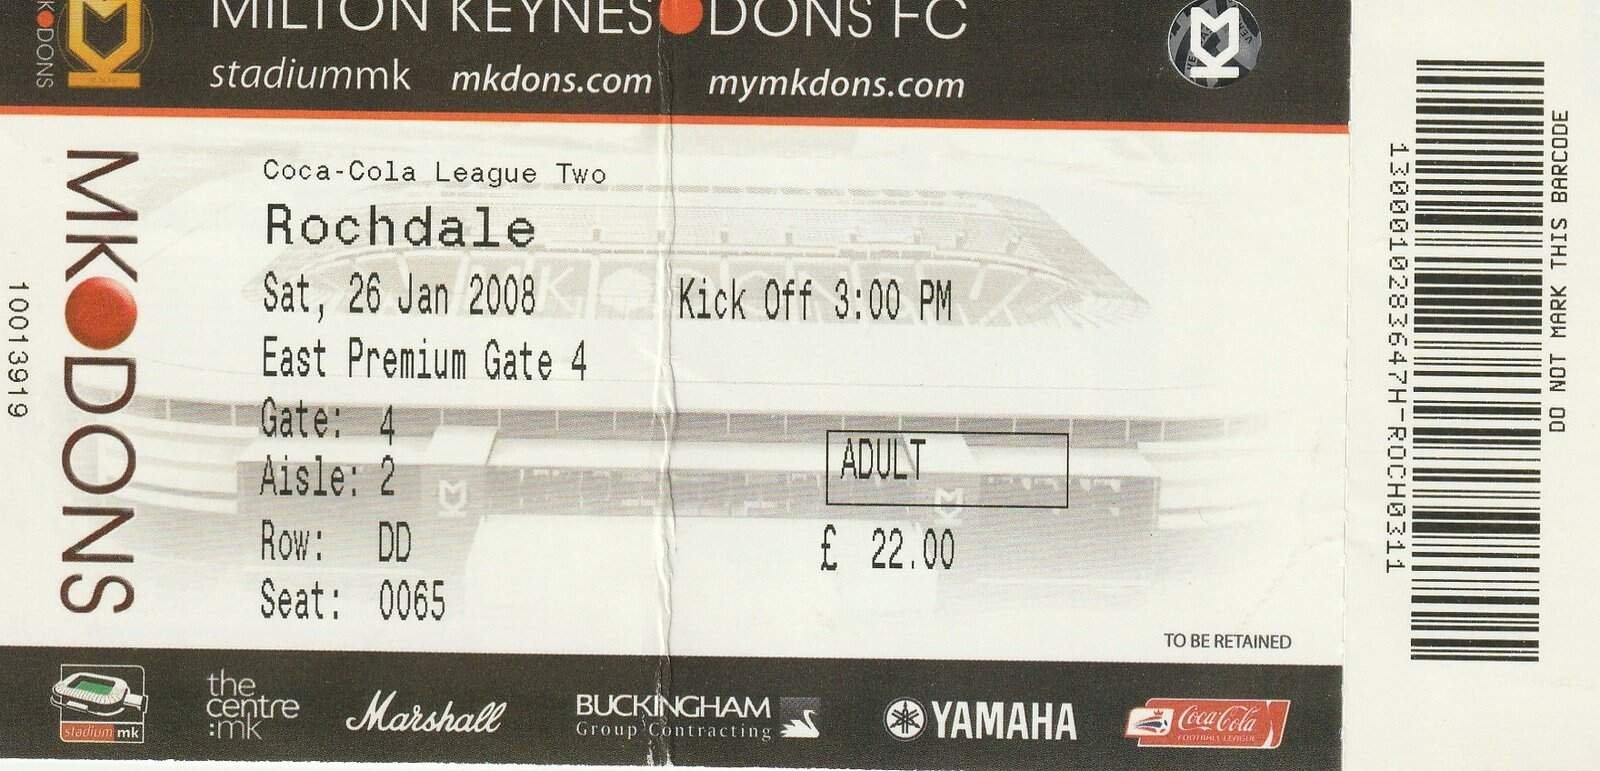 MILTON KEYNES DONS FC
stadiummk mkdons.com mymkdons.com
K DONS
MK DONS
10013919
Coca-Cola League Two
Rochdale
Sat, 26 Jan 2008 Kick Off 3:00 PM
East Premium Gate 4
Gate: 4
Aisle: 2
Row: DD
Seat: 0065
ADULT
£ 22.00
TO BE RETAINED
1300010283647H-ROCH0311
DO NOT MARK THIS BARCODE
stadium mk
the
centre
:mk
Marshall
BUCKINGHAM
Group Contracting
YAMAHA
Coca-Cola
FOOTBALL LEAGUE